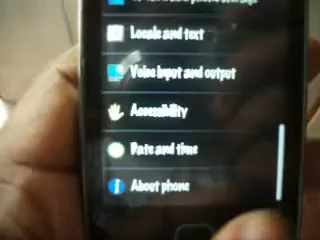 Locale and text
Voice input and output
Accessibility
Date and time
About phone